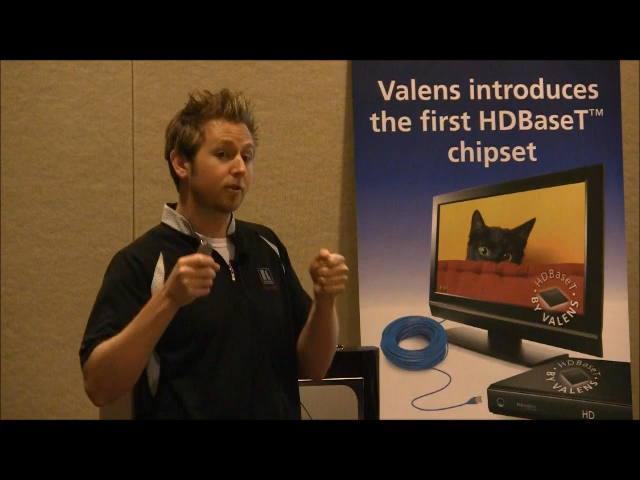 Valens introduces
the first HDBaseT™
chipset
HDBaseT
BY VALENS
HDBaseT
BY VALENS
HD